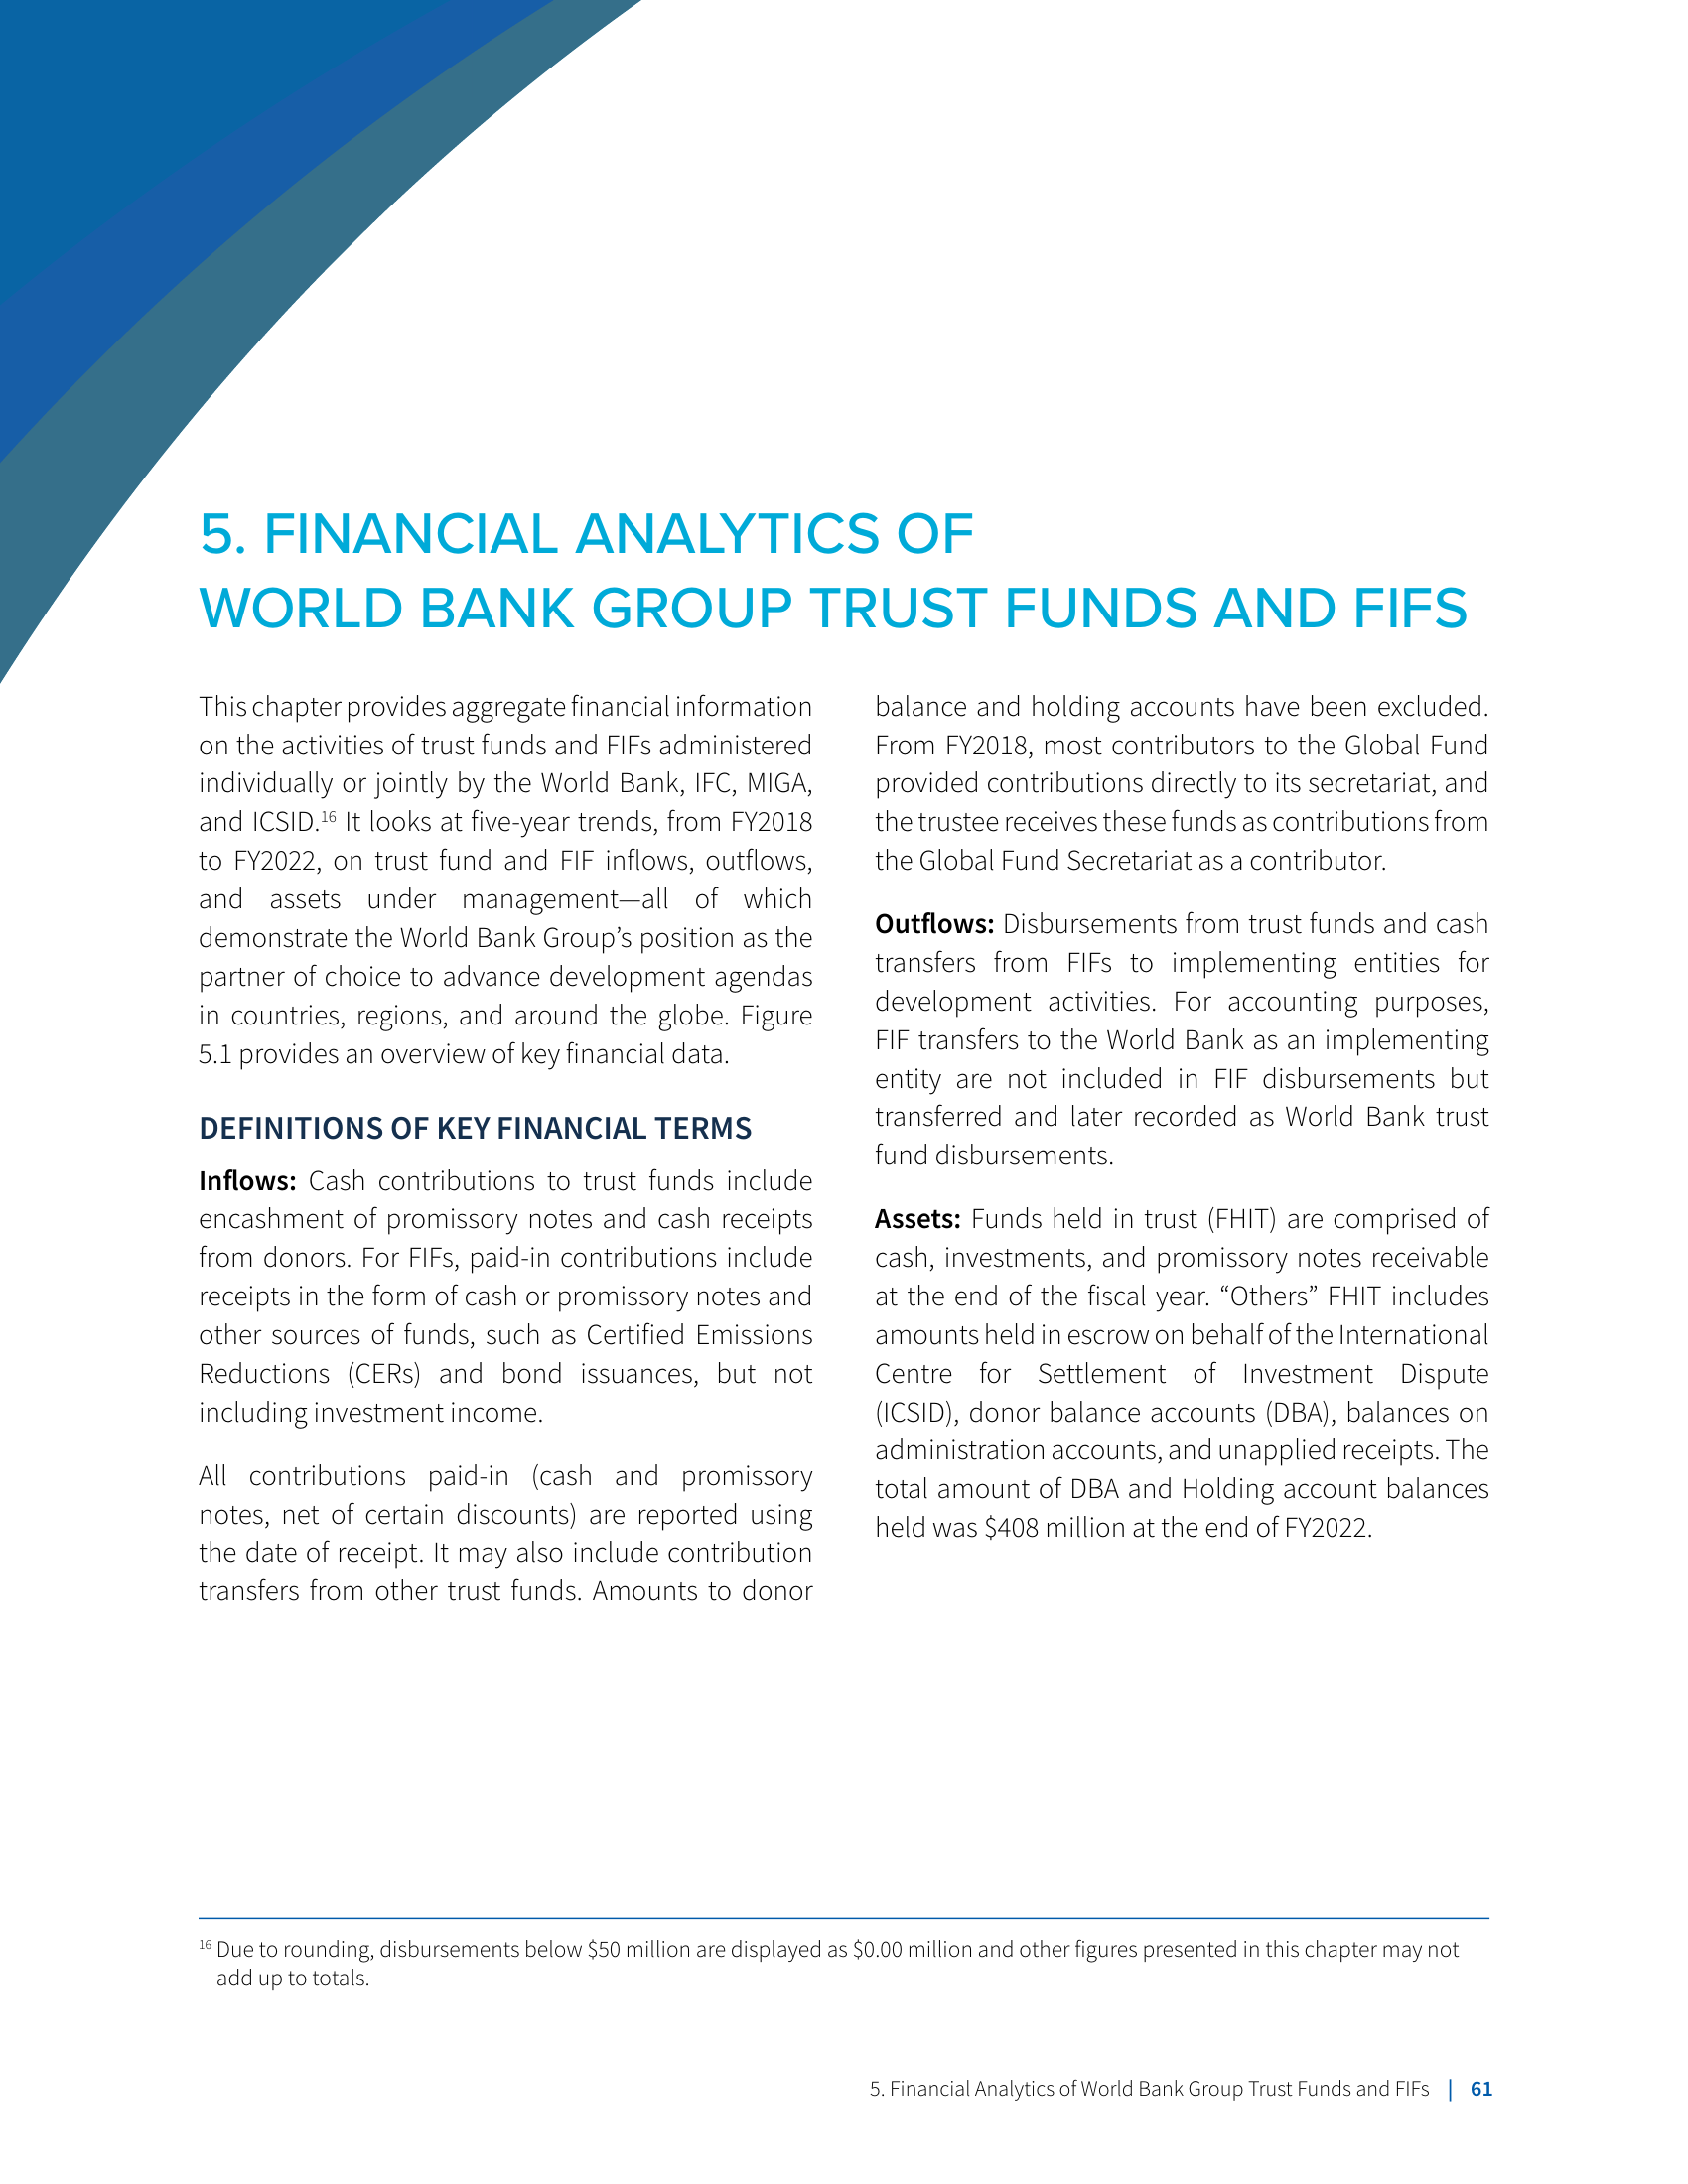 5. FINANCIAL ANALYTICS OF
WORLD BANK GROUP TRUST FUNDS AND FIFS
This chapter provides aggregate financial information
on the activities of trust funds and FIFs administered
individually or jointly by the World Bank, IFC, MIGA,
and ICSID.16 It looks at five-year trends, from FY2018
to FY2022, on trust fund and FIF inflows, outflows,
and assets under management—all of which
demonstrate the World Bank Group’s position as the
partner of choice to advance development agendas
in countries, regions, and around the globe. Figure
5.1 provides an overview of key financial data.
DEFINITIONS OF KEY FINANCIAL TERMS
Inflows: Cash contributions to trust funds include
encashment of promissory notes and cash receipts
from donors. For FIFs, paid-in contributions include
receipts in the form of cash or promissory notes and
other sources of funds, such as Certified Emissions
Reductions (CERs) and bond issuances, but not
including investment income.
All contributions paid-in (cash and promissory
notes, net of certain discounts) are reported using
the date of receipt. It may also include contribution
transfers from other trust funds. Amounts to donor
balance and holding accounts have been excluded.
From FY2018, most contributors to the Global Fund
provided contributions directly to its secretariat, and
the trustee receives these funds as contributions from
the Global Fund Secretariat as a contributor.
Outflows: Disbursements from trust funds and cash
transfers from FIFs to implementing entities for
development activities. For accounting purposes,
FIF transfers to the World Bank as an implementing
entity are not included in FIF disbursements but
transferred and later recorded as World Bank trust
fund disbursements.
Assets: Funds held in trust (FHIT) are comprised of
cash, investments, and promissory notes receivable
at the end of the fiscal year. “Others” FHIT includes
amounts held in escrow on behalf of the International
Centre for Settlement of Investment Dispute
(ICSID), donor balance accounts (DBA), balances on
administration accounts, and unapplied receipts. The
total amount of DBA and Holding account balances
held was $408 million at the end of FY2022.
16 Due to rounding, disbursements below $50 million are displayed as $0.00 million and other figures presented in this chapter may not
add up to totals.
5. Financial Analytics of World Bank Group Trust Funds and FIFs | 61